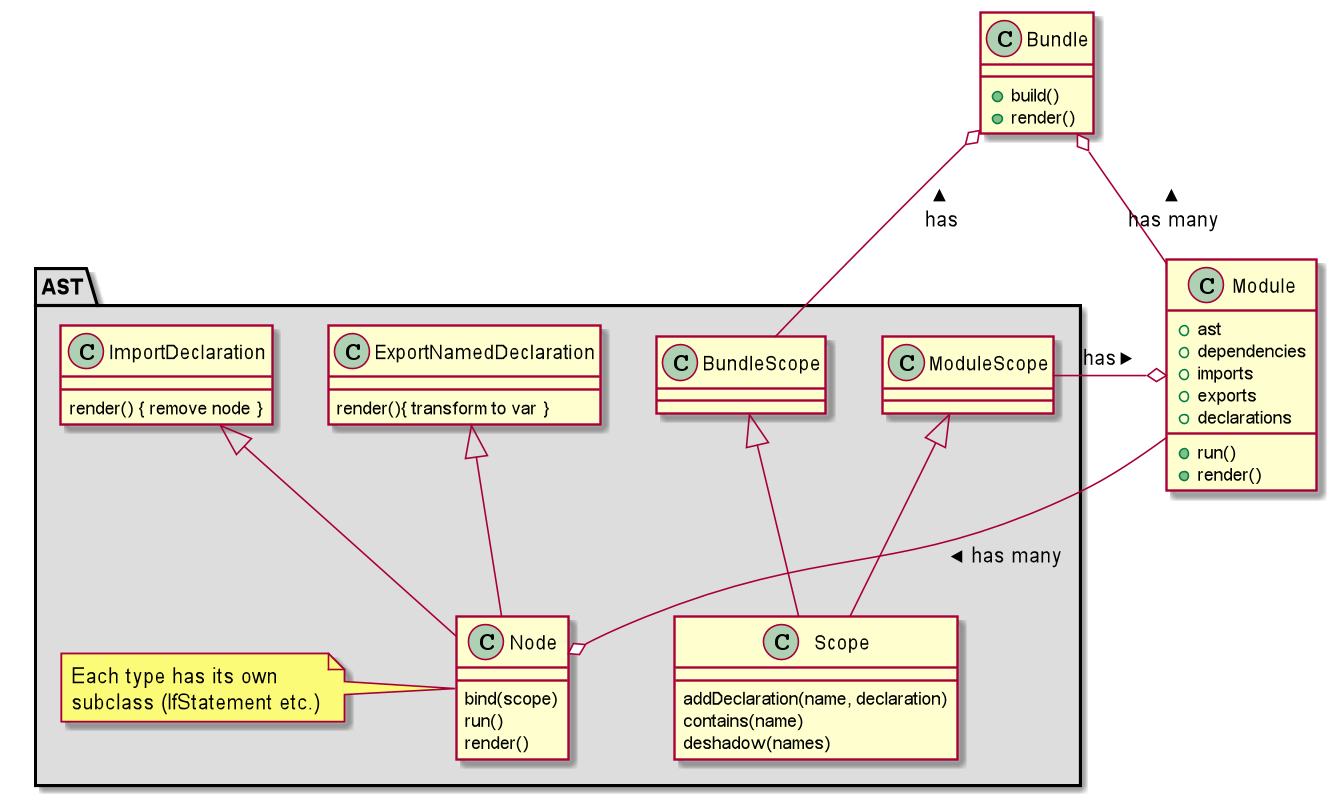 C Bundle
build()
render()
▲
has
▲
has many
AST
C ImportDeclaration
render() { remove node }
C ExportNamedDeclaration
render(){ transform to var }
C BundleScope
C ModuleScope
has ►
C Module
ast
dependencies
imports
exports
declarations
run()
render()
◄ has many
Each type has its own
subclass (IfStatement etc.)
C Node
bind(scope)
run()
render()
C Scope
addDeclaration(name, declaration)
contains(name)
deshadow(names)